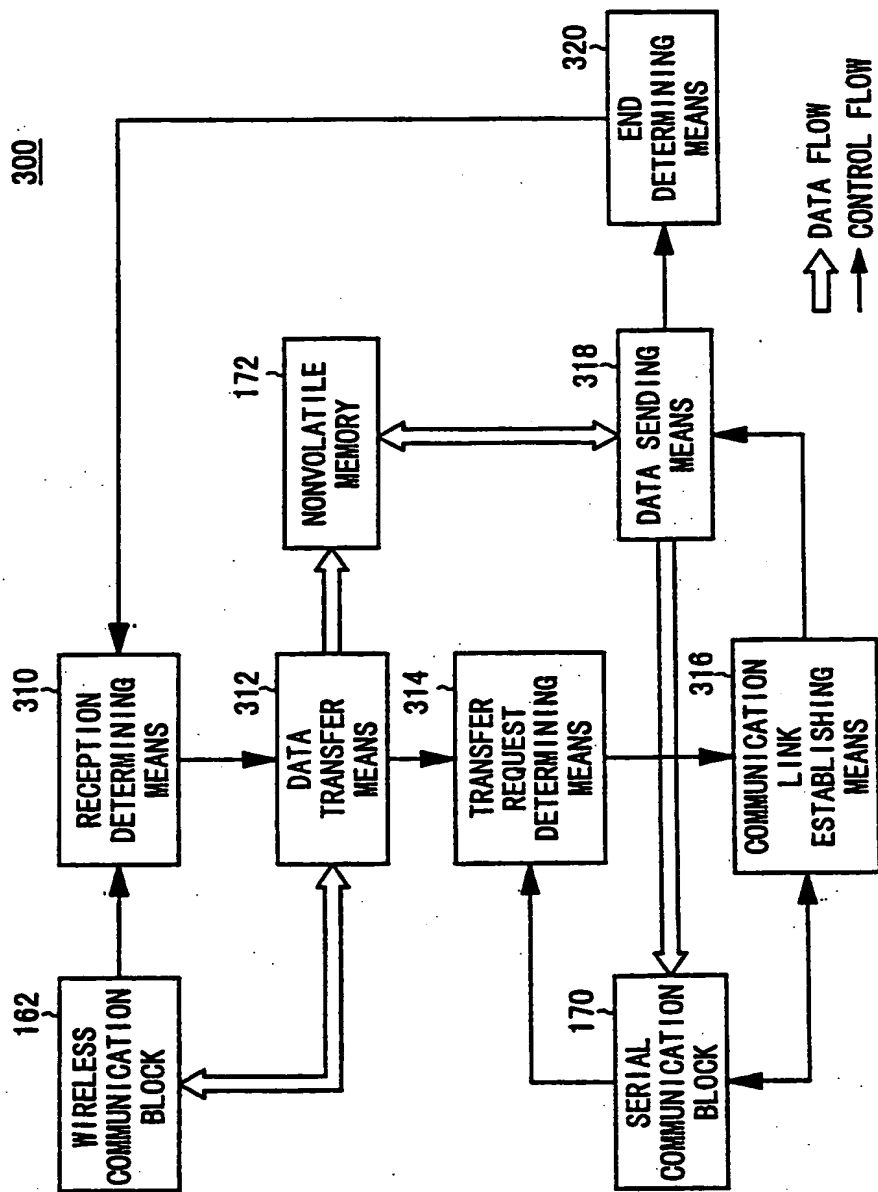 300
162
WIRELESS
COMMUNICATION
BLOCK
310
RECEPTION
DETERMINING
MEANS
312
DATA
TRANSFER
MEANS
172
NONVOLATILE
MEMORY
314
TRANSFER
REQUEST
DETERMINING
MEANS
170
SERIAL
COMMUNICATION
BLOCK
316
COMMUNICATION
LINK
ESTABLISHING
MEANS
318
DATA SENDING
MEANS
320
END
DETERMINING
MEANS
DATA FLOW
CONTROL FLOW